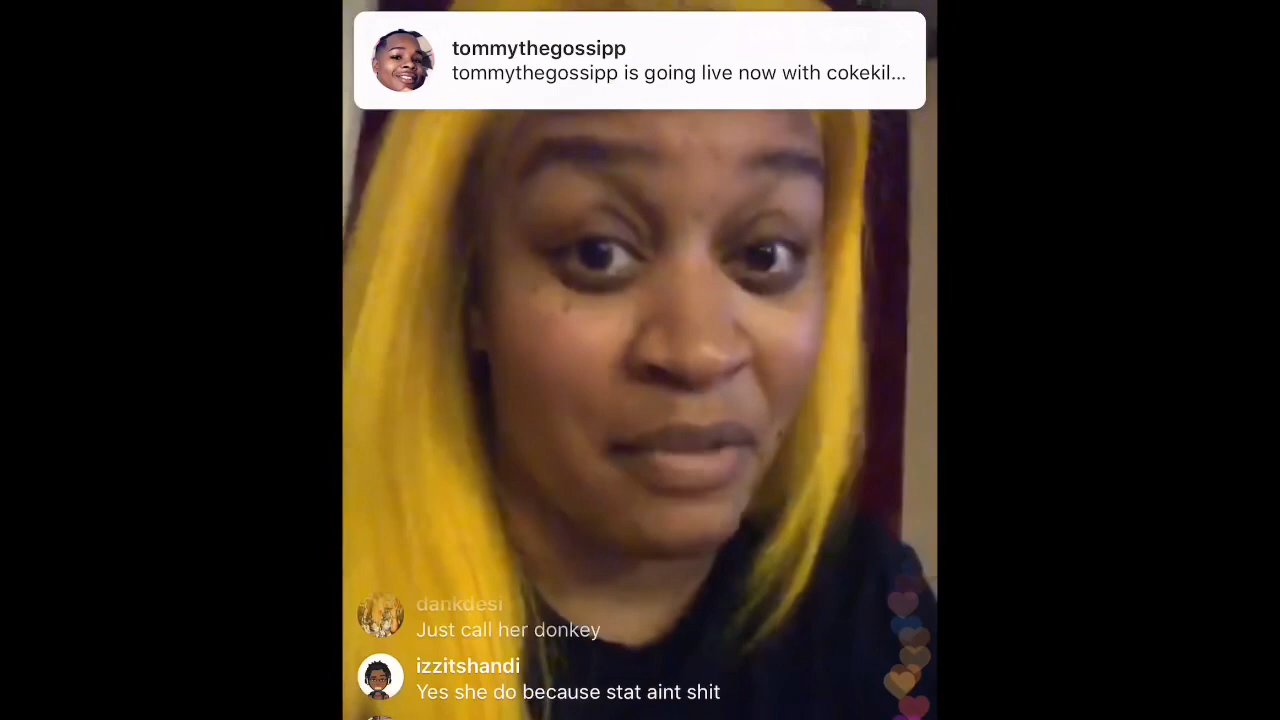 tommythegossipp
tommythegossipp is going live now with cokekil...
dankdesi
Just call her donkey
izzitshandi
Yes she do because stat aint shit